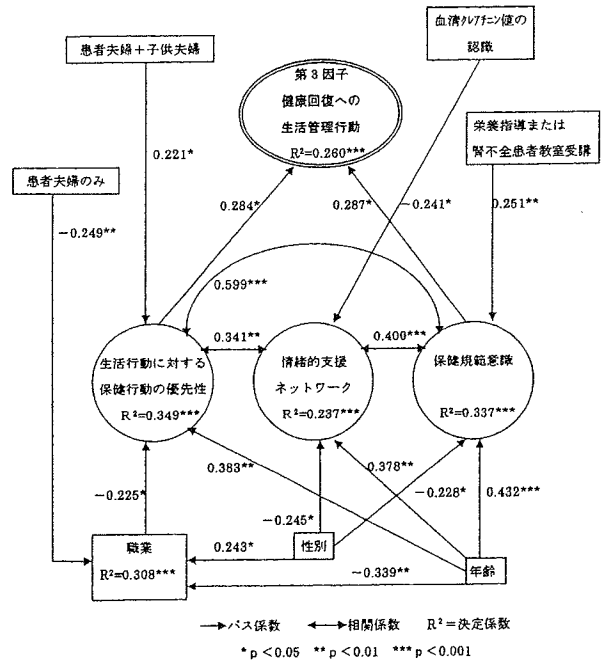 患者夫婦＋子供夫婦
血清クレアチニン値の
認識
第3因子
健康回復への
生活管理行動
R²=0.260***
栄養指導または
腎不全患者教室受講
患者夫婦のみ
0.221*
−0.249**
0.284*
0.287*
−0.241*
0.251**
0.599***
0.341**
0.400***
生活行動に対する
保健行動の優先性
R²=0.349***
情緒的支援
ネットワーク
R²=0.237***
保健規範意識
R²=0.337***
0.383**
0.378**
−0.225*
−0.245*
−0.228*
0.432***
職業
R²=0.308***
0.243*
性別
−0.339**
年齢
→パス係数 ↔相関係数 R²＝決定係数
*p<0.05 **p<0.01 ***p<0.001